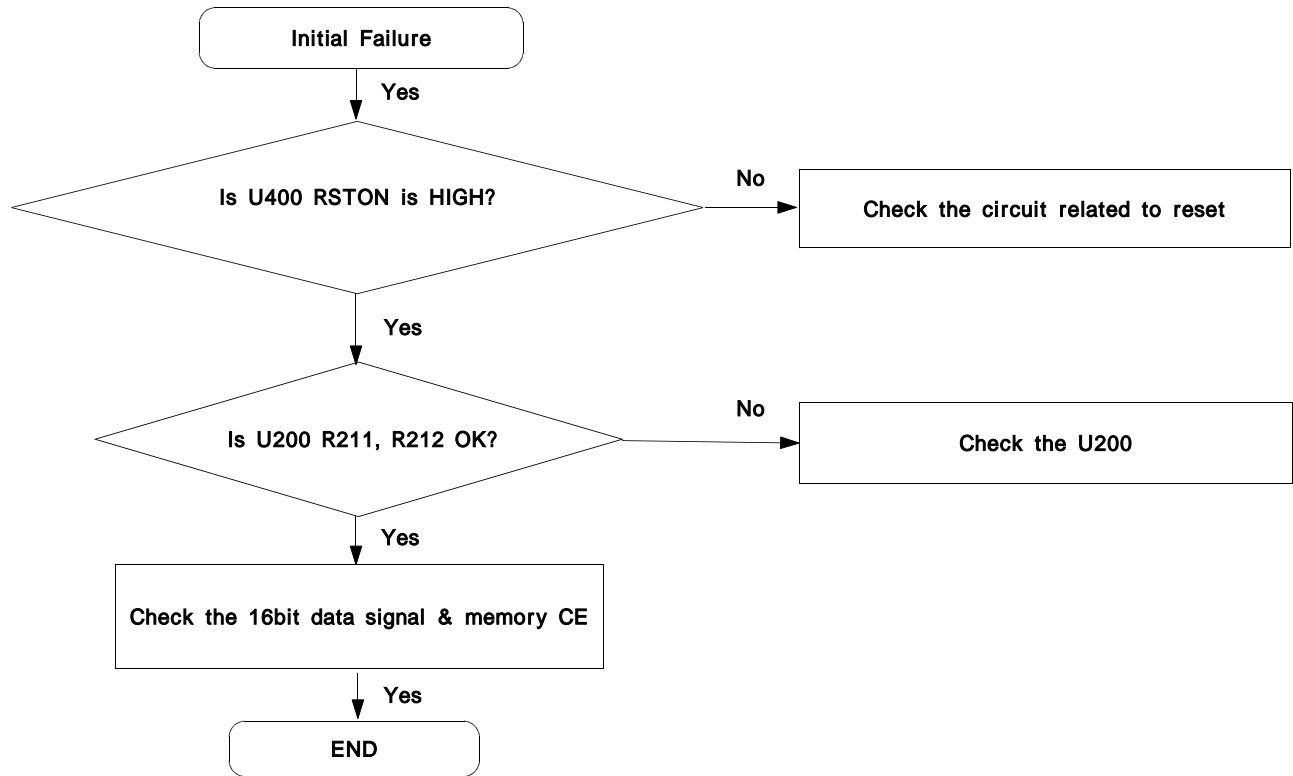 Initial Failure
Yes
Is U400 RSTON is HIGH?
No
Check the circuit related to reset
Yes
Is U200 R211, R212 OK?
No
Check the U200
Yes
Check the 16bit data signal & memory CE
Yes
END